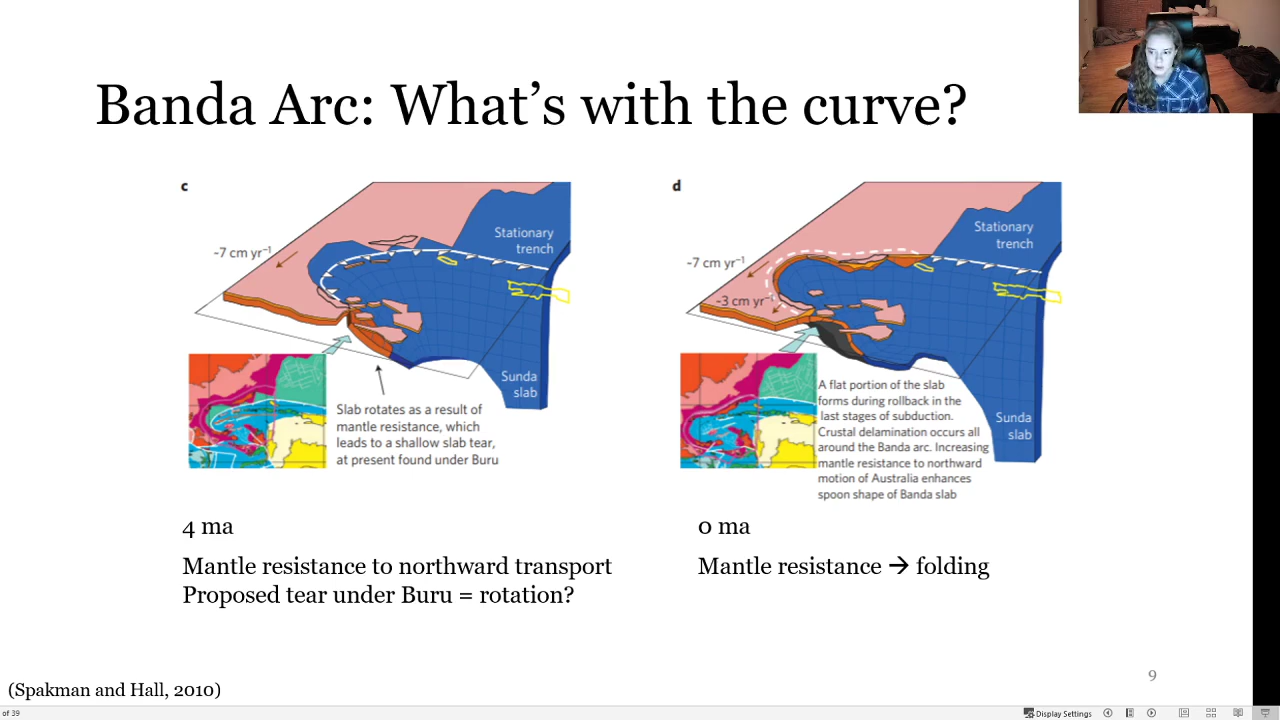 Banda Arc: What's with the curve?
c
-7 cm yr⁻¹
Stationary
trench
Sunda
slab
Slab rotates as a result of
mantle resistance, which
leads to a shallow slab tear,
at present found under Buru
d
-7 cm yr⁻¹
-3 cm yr⁻
Stationary
trench
Sunda
slab
A flat portion of the slab
forms during rollback in the
last stages of subduction.
Crustal delamination occurs all
around the Banda arc. Increasing
mantle resistance to northward
motion of Australia enhances
spoon shape of Banda slab
4 ma
Mantle resistance to northward transport
Proposed tear under Buru = rotation?
0 ma
Mantle resistance → folding
9
(Spakman and Hall, 2010)
of 39
Display Settings